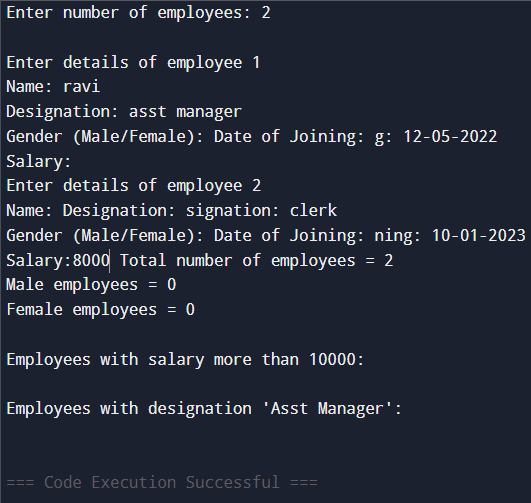 Enter number of employees: 2
Enter details of employee 1
Name: ravi
Designation: asst manager
Gender (Male/Female): Date of Joining: g: 12-05-2022
Salary:
Enter details of employee 2
Name: Designation: signation: clerk
Gender (Male/Female): Date of Joining: ning: 10-01-2023
Salary:8000 Total number of employees = 2
Male employees = 0
Female employees = 0
Employees with salary more than 10000:
Employees with designation 'Asst Manager':
=== Code Execution Successful ===